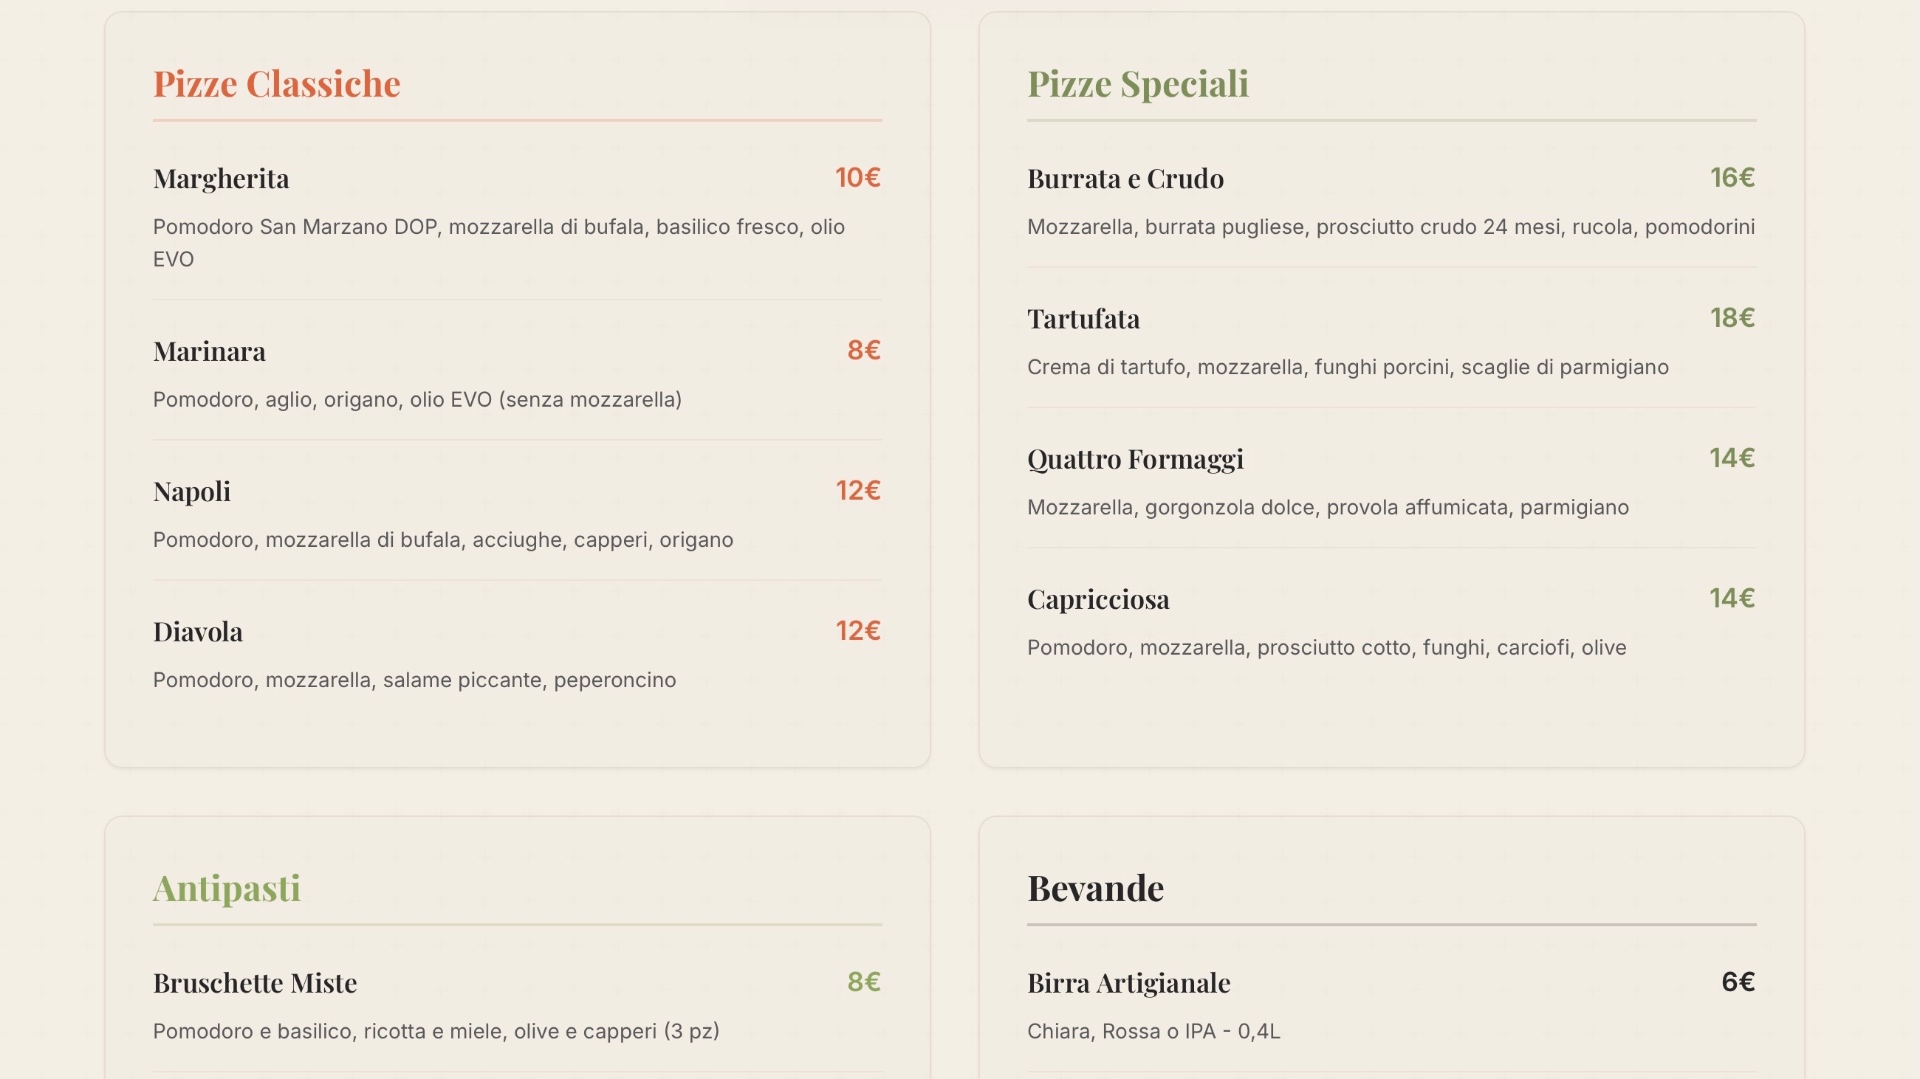 Pizze Classiche
Margherita 10€
Pomodoro San Marzano DOP, mozzarella di bufala, basilico fresco, olio
EVO
Marinara 8€
Pomodoro, aglio, origano, olio EVO (senza mozzarella)
Napoli 12€
Pomodoro, mozzarella di bufala, acciughe, capperi, origano
Diavola 12€
Pomodoro, mozzarella, salame piccante, peperoncino
Pizze Speciali
Burrata e Crudo 16€
Mozzarella, burrata pugliese, prosciutto crudo 24 mesi, rucola, pomodorini
Tartufata 18€
Crema di tartufo, mozzarella, funghi porcini, scaglie di parmigiano
Quattro Formaggi 14€
Mozzarella, gorgonzola dolce, provola affumicata, parmigiano
Capricciosa 14€
Pomodoro, mozzarella, prosciutto cotto, funghi, carciofi, olive
Antipasti
Bruschette Miste 8€
Pomodoro e basilico, ricotta e miele, olive e capperi (3 pz)
Bevande
Birra Artigianale 6€
Chiara, Rossa o IPA - 0,4L